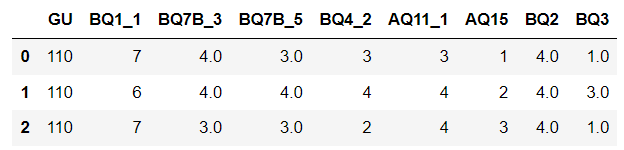 GU BQ1_1 BQ7B_3 BQ7B_5 BQ4_2 AQ11_1 AQ15 BQ2 BQ3
0 110 7 4.0 3.0 3 3 1 4.0 1.0
1 110 6 4.0 4.0 4 4 2 4.0 3.0
2 110 7 3.0 3.0 2 4 3 4.0 1.0